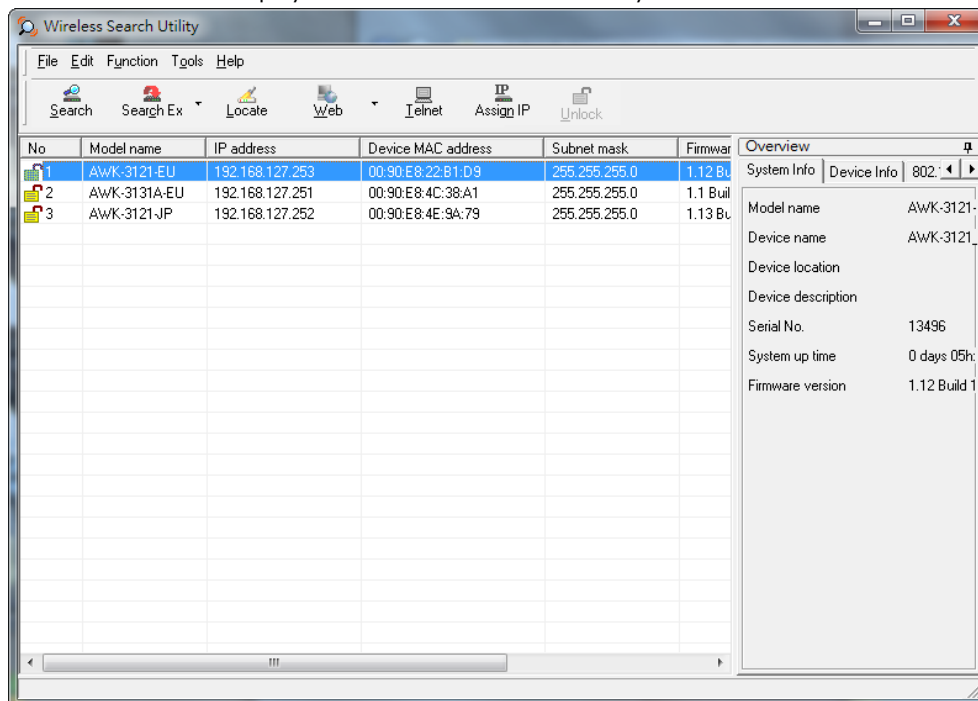 Wireless Search Utility
File Edit Function Tools Help
Search Search Ex Locate Web Telnet Assign IP Unlock
No Model name IP address Device MAC address Subnet mask Firmwar
1 AWK-3121-EU 192.168.127.253 00:90:E8:22:B1:D9 255.255.255.0 1.12 Bu
2 AWK-3131A-EU 192.168.127.251 00:90:E8:4C:38:A1 255.255.255.0 1.1 Buil
3 AWK-3121-JP 192.168.127.252 00:90:E8:4E:9A:79 255.255.255.0 1.13 Bu
Overview
System Info Device Info 802.
Model name AWK-3121-
Device name AWK-3121_
Device location
Device description
Serial No. 13496
System up time 0 days 05h:
Firmware version 1.12 Build 1